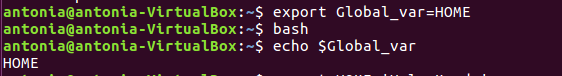 antonia@antonia-VirtualBox:~$ export Global_var=HOME
antonia@antonia-VirtualBox:~$ bash
antonia@antonia-VirtualBox:~$ echo $Global_var
HOME